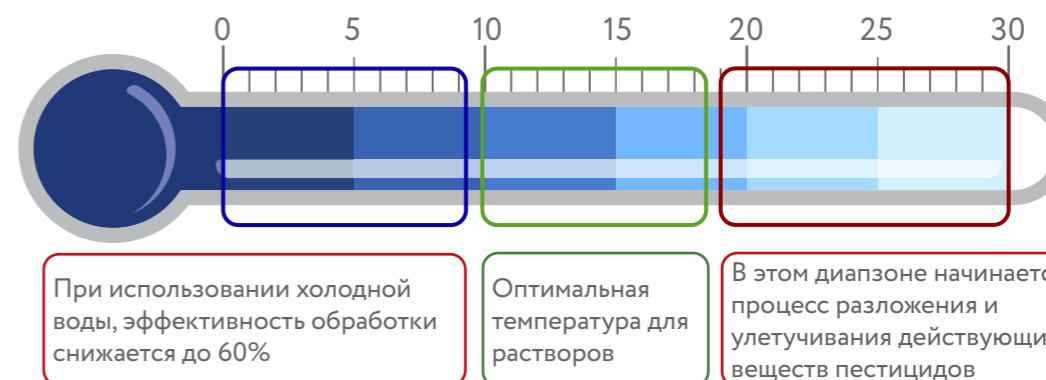 0 5 10 15 20 25 30
При использовании холодной
воды, эффективность обработки
снижается до 60%
Оптимальная
температура для
растворов
В этом диапзоне начинаетс
процесс разложения и
улетучивания действующи
веществ пестицидов